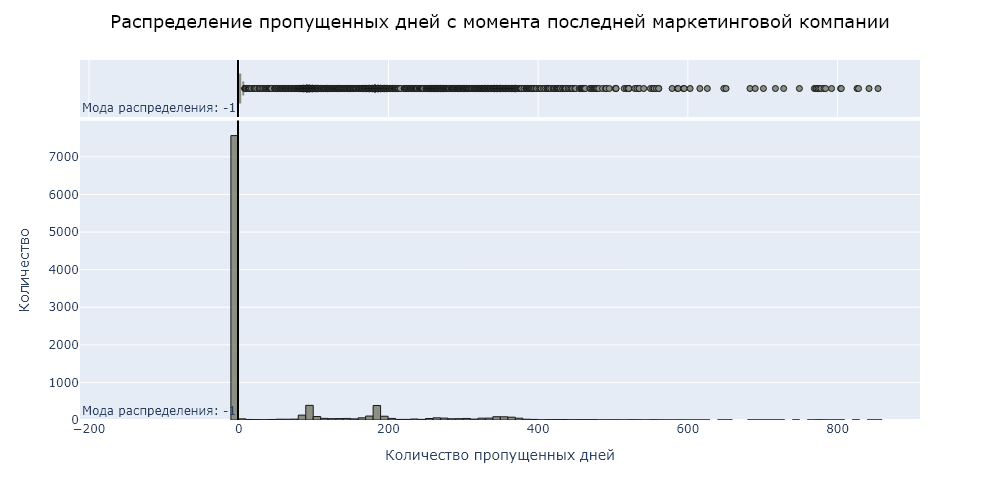 Распределение пропущенных дней с момента последней маркетинговой компании
Мода распределения: -1
7000
6000
5000
4000
3000
2000
1000
0
Количество
Мода распределения: -1
−200
0
200
400
600
800
Количество пропущенных дней